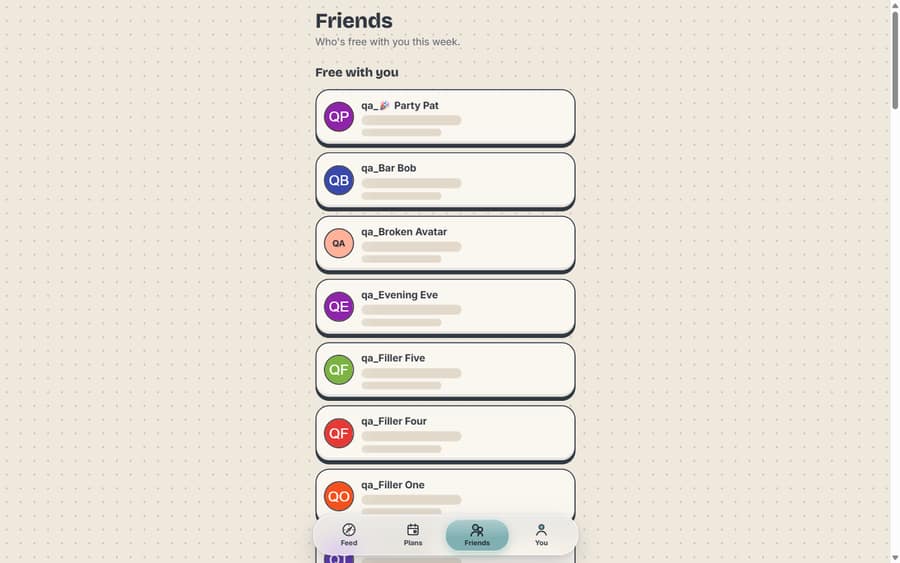 Friends
Who's free with you this week.
Free with you
QP
qa_🎉 Party Pat
QB
qa_Bar Bob
QA
qa_Broken Avatar
QE
qa_Evening Eve
QF
qa_Filler Five
QF
qa_Filler Four
QO
qa_Filler One
Feed
Plans
Friends
You